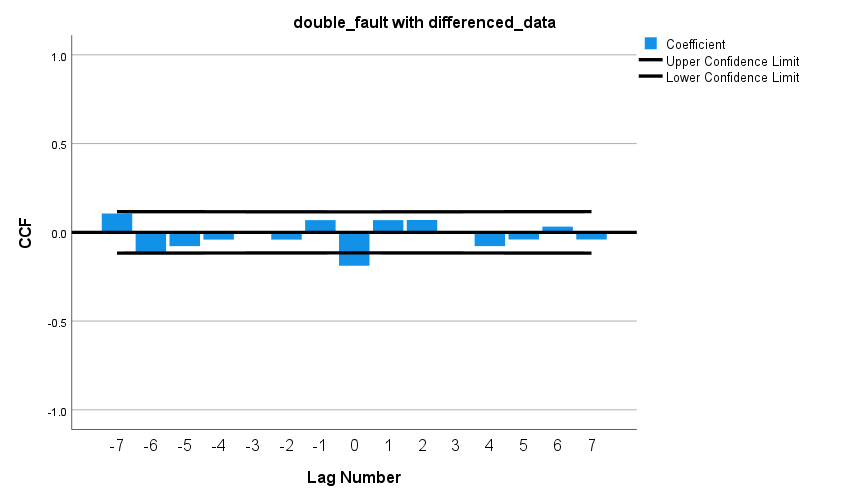 double_fault with differenced_data
Coefficient
Upper Confidence Limit
Lower Confidence Limit
1.0
0.5
0.0
-0.5
-1.0
CCF
-7 -6 -5 -4 -3 -2 -1 0 1 2 3 4 5 6 7
Lag Number